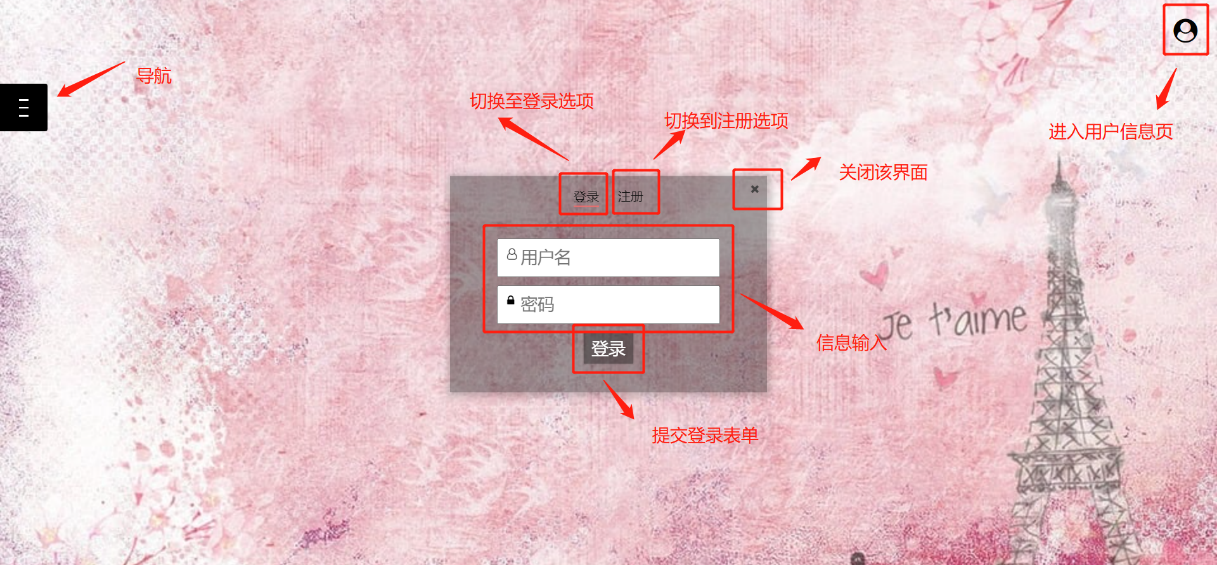 导航
切换至登录选项
切换到注册选项
进入用户信息页
关闭该界面
登录 注册
用户名
密码
je t'aime
信息输入
登录
提交登录表单